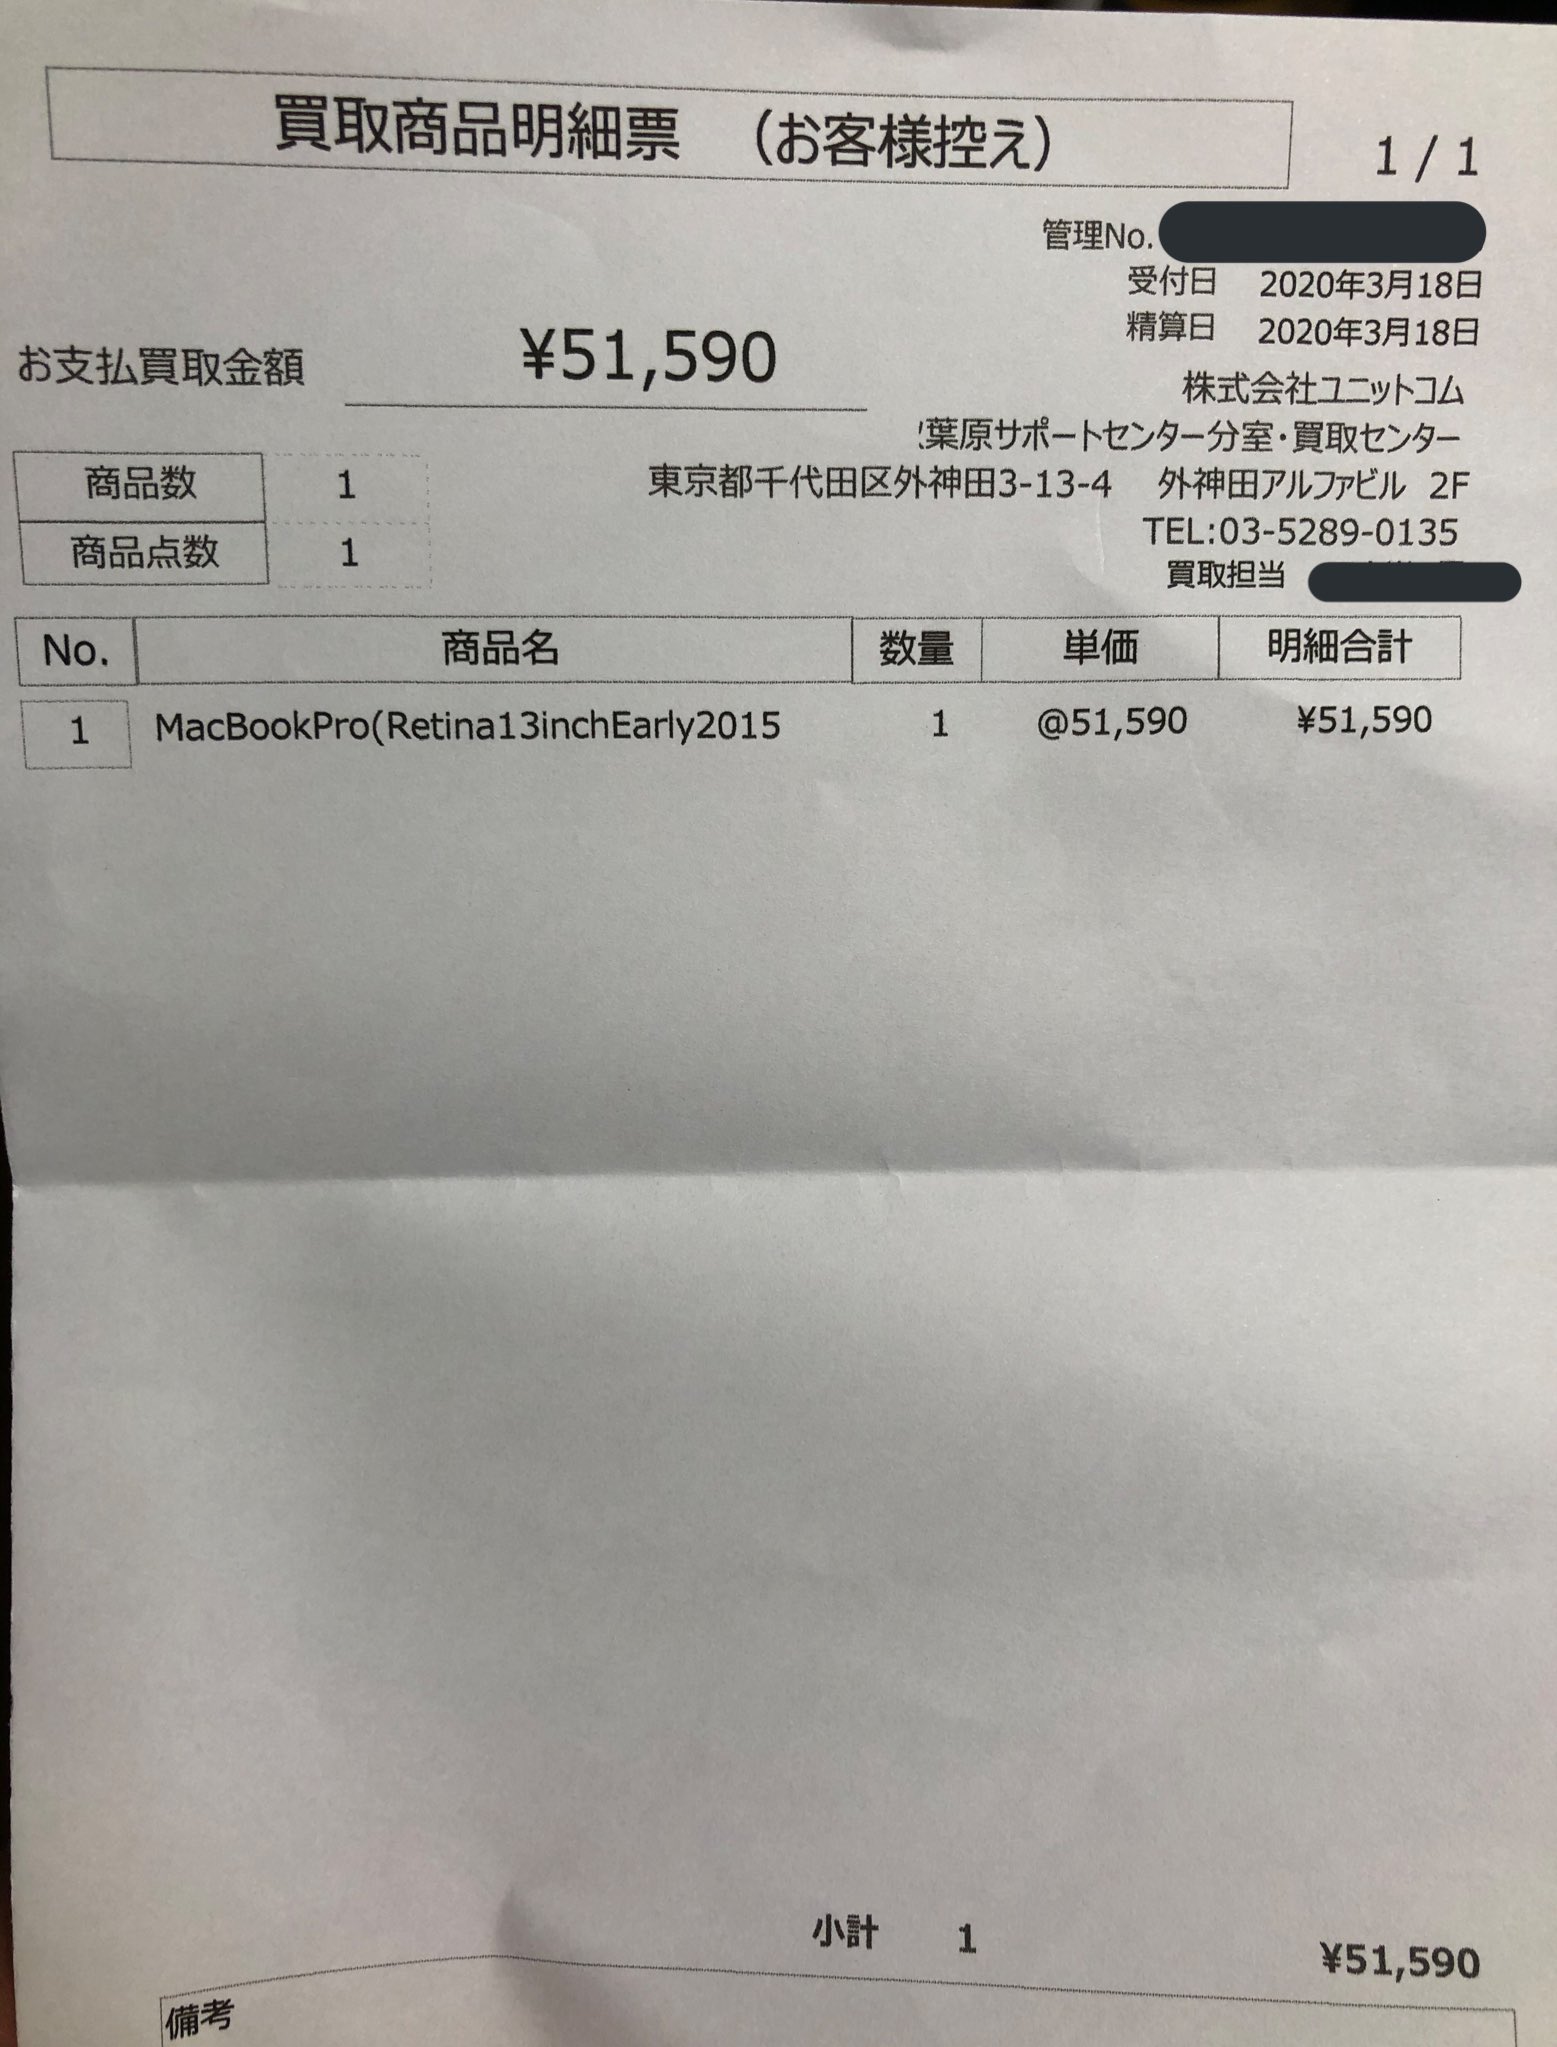 買取商品明細票 （お客様控え）
1 / 1
管理No.
受付日 2020年3月18日
精算日 2020年3月18日
お支払買取金額 ¥51,590
株式会社ユニットコム
葉原サポートセンター分室・買取センター
東京都千代田区外神田3-13-4 外神田アルファビル 2F
TEL:03-5289-0135
買取担当
商品数 1
商品点数 1
No. 商品名 数量 単価 明細合計
1 MacBookPro(Retina13inchEarly2015 1 @51,590 ¥51,590
小計 1 ¥51,590
備考